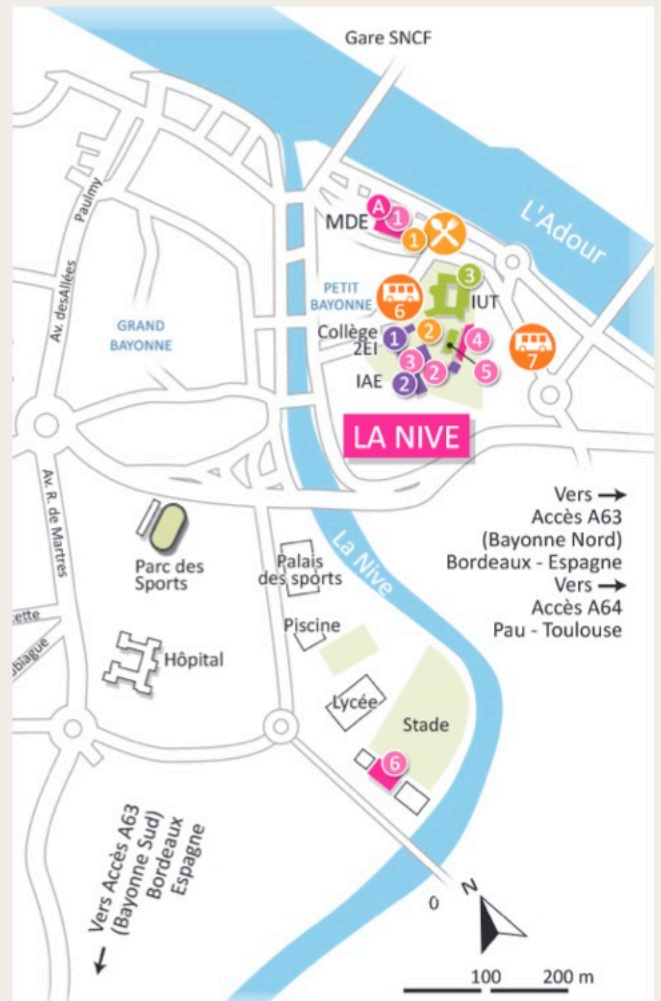 Gare SNCF
L'Adour
Av. desAllées Paulmy
MDE
A
1
1
3
PETIT
BAYONNE
6
IUT
GRAND
BAYONNE
Collège
2EI
1
2
4
7
3
2
5
IAE
2
LA NIVE
Vers →
Accès A63
(Bayonne Nord)
Bordeaux - Espagne
Vers →
Accès A64
Pau - Toulouse
Av. R. de Martres
Parc des
Sports
Palais
des sports
La Nive
Piscine
Hôpital
Lycée
Stade
6
Vers Accès A63
(Bayonne Sud)
Bordeaux
Espagne
N
0
100
200 m